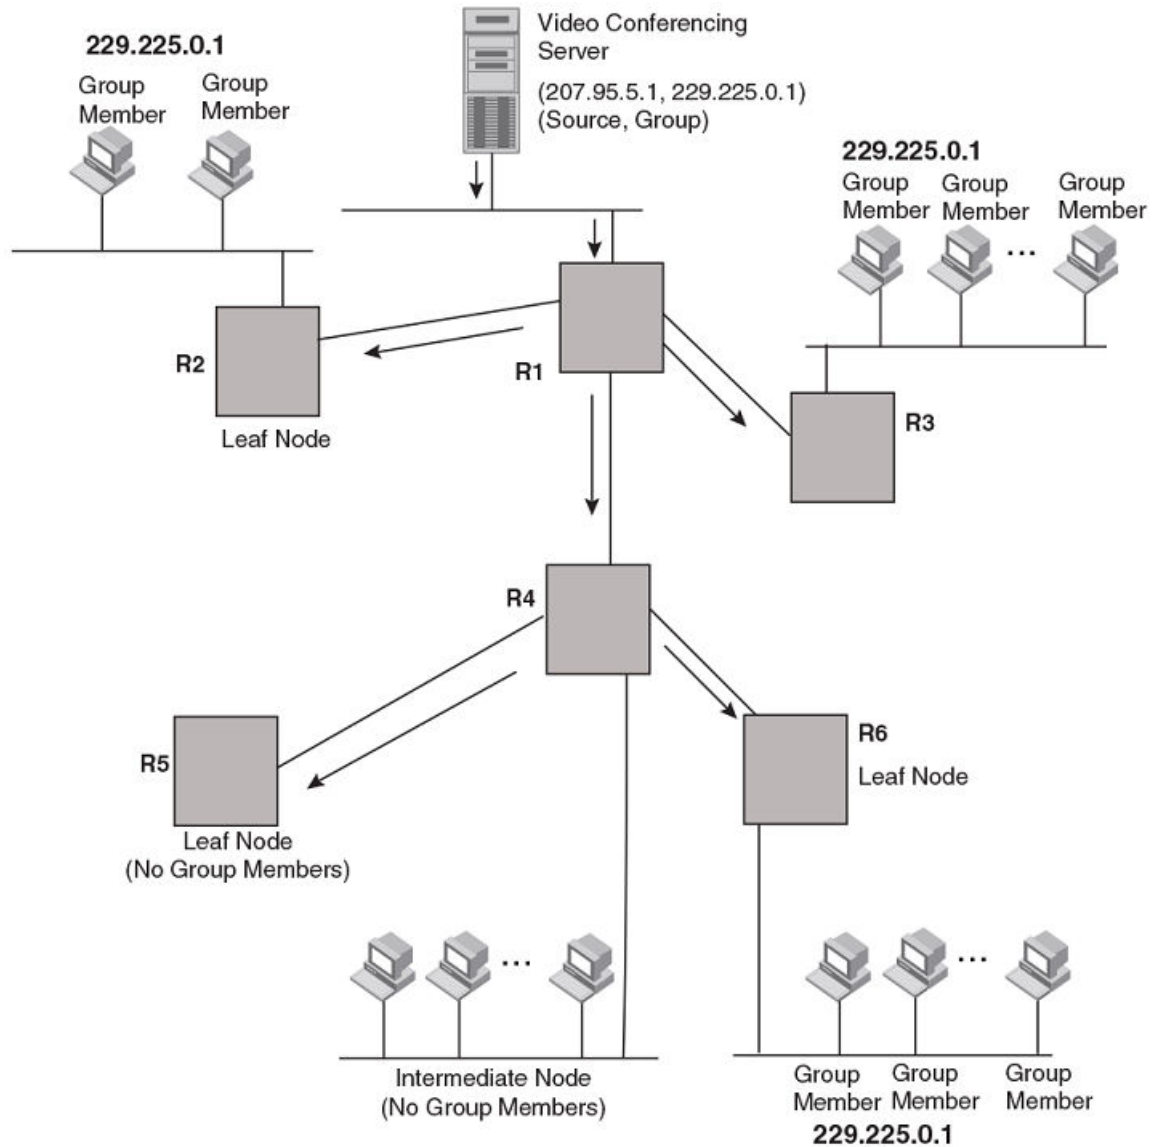 Video Conferencing
Server
(207.95.5.1, 229.225.0.1)
(Source, Group)
229.225.0.1
Group
Member
Group
Member
229.225.0.1
Group
Member
Group
Member
...
Group
Member
R2
Leaf Node
R1
R3
R4
R5
Leaf Node
(No Group Members)
R6
Leaf Node
...
Intermediate Node
(No Group Members)
...
Group
Member
Group
Member
Group
Member
229.225.0.1